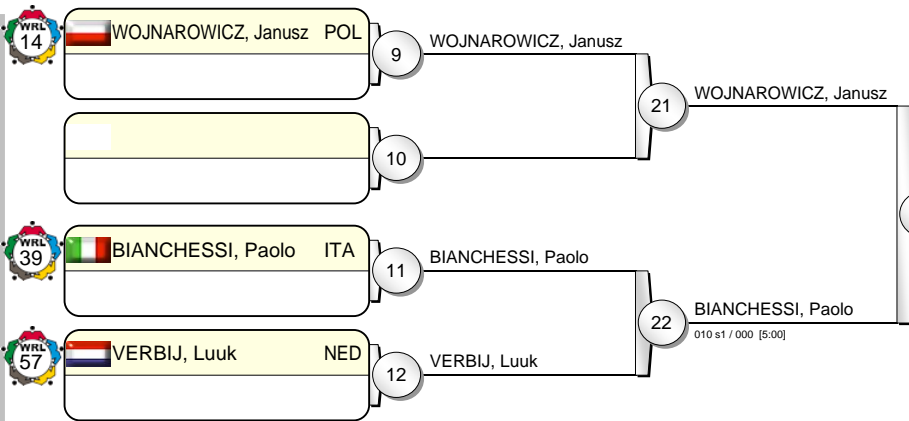 WRL
14
WOJNAROWICZ, Janusz POL
9
WOJNAROWICZ, Janusz
21
WOJNAROWICZ, Janusz
10
WRL
39
BIANCHESSI, Paolo ITA
11
BIANCHESSI, Paolo
22
BIANCHESSI, Paolo
010 s1 / 000 [5:00]
WRL
57
VERBIJ, Luuk NED
12
VERBIJ, Luuk